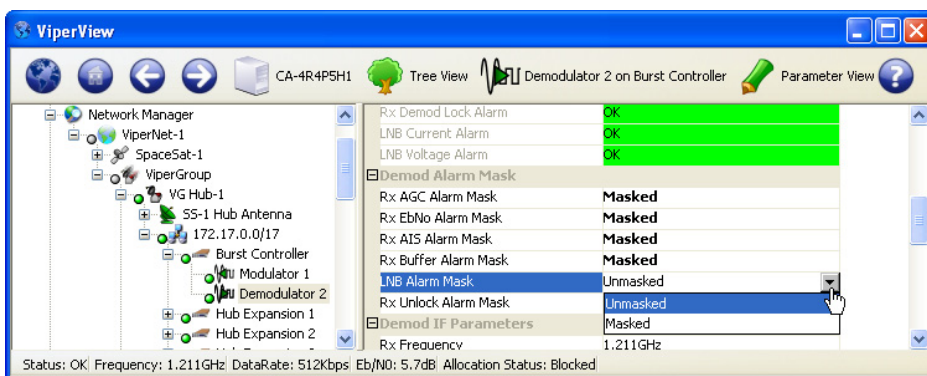 ViperView
CA-4R4P5H1 Tree View Demodulator 2 on Burst Controller Parameter View ?
Network Manager
ViperNet-1
SpaceSat-1
ViperGroup
VG Hub-1
SS-1 Hub Antenna
172.17.0.0/17
Burst Controller
Modulator 1
Demodulator 2
Hub Expansion 1
Hub Expansion 2
Rx Demod Lock Alarm OK
LNB Current Alarm OK
LNB Voltage Alarm OK
Demod Alarm Mask
Rx AGC Alarm Mask Masked
Rx EbNo Alarm Mask Masked
Rx AIS Alarm Mask Masked
Rx Buffer Alarm Mask Masked
LNB Alarm Mask Unmasked
Rx Unlock Alarm Mask Unmasked
Demod IF Parameters Masked
Rx Frequency 1.211GHz
Status: OK Frequency: 1.211GHz DataRate: 512Kbps Eb/N0: 5.7dB Allocation Status: Blocked